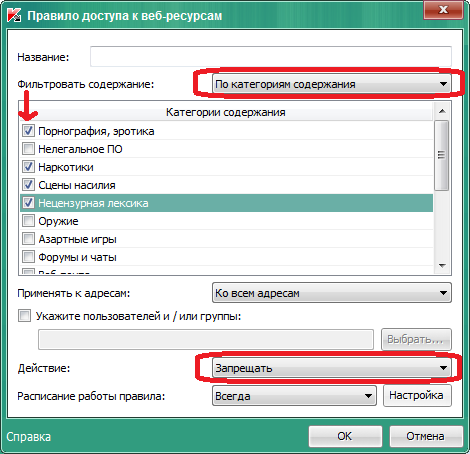 Правило доступа к веб-ресурсам
Название:
Фильтровать содержание: По категориям содержания
Категории содержания
Порнография, эротика
Нелегальное ПО
Наркотики
Сцены насилия
Нецензурная лексика
Оружие
Азартные игры
Форумы и чаты
Применять к адресам: Ко всем адресам
Укажите пользователей и / или группы:
Выбрать...
Действие: Запрещать
Расписание работы правила: Всегда Настройка
Справка OK Отмена